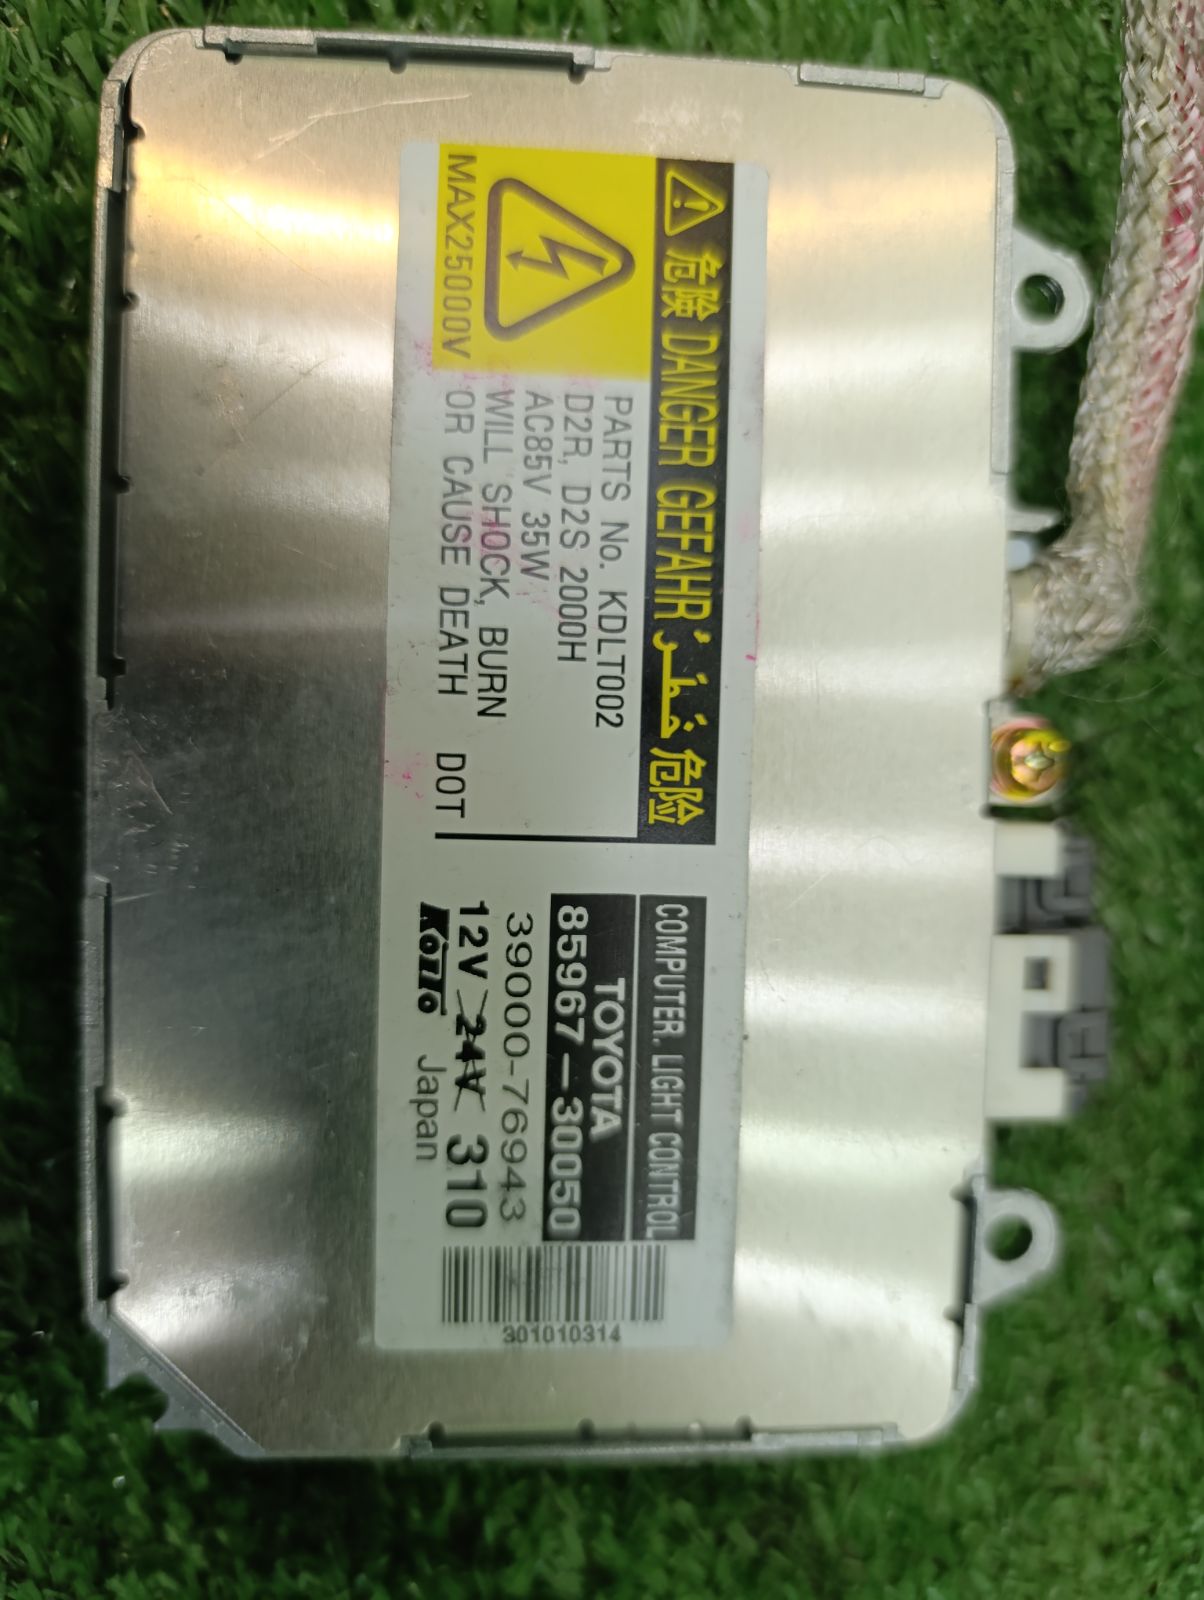 危険 DANGER GEFAHR خطر 危险
MAX25000V
PARTS No. KDLT002
D2R, D2S 2000H
AC85V 35W
WILL SHOCK, BURN
OR CAUSE DEATH DOT
COMPUTER. LIGHT CONTROL
TOYOTA
85967-30050
39000-76943
12V 24V 310
KOITO Japan
301010314